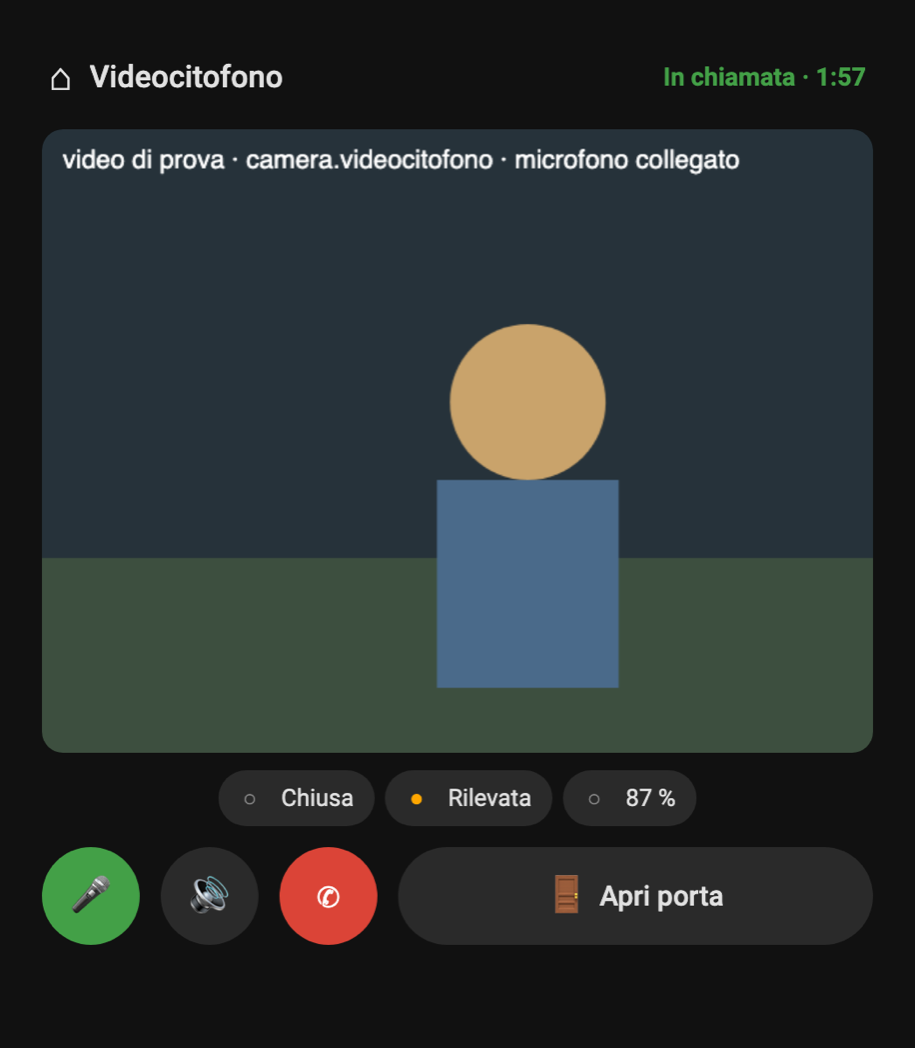 Videocitofono
In chiamata · 1:57
video di prova · camera.videocitofono · microfono collegato
Chiusa
Rilevata
87 %
Apri porta